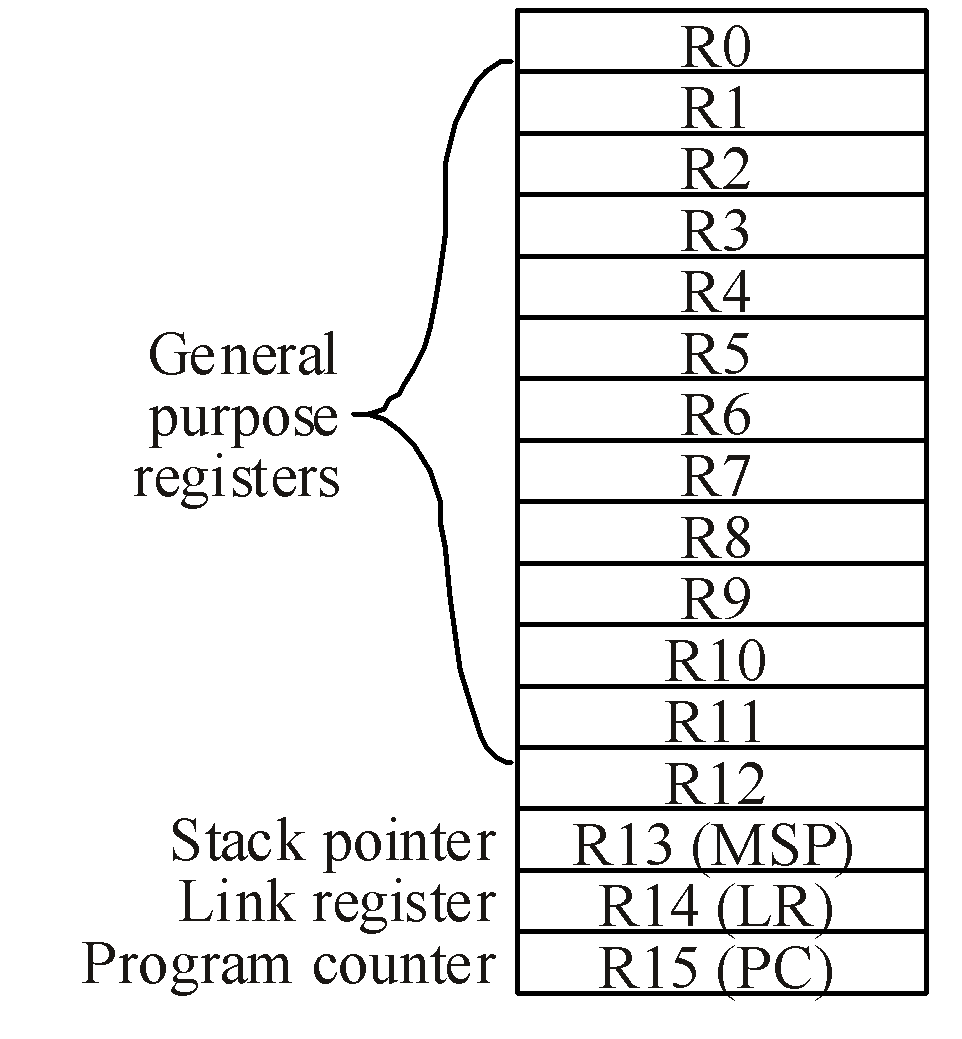 R0
R1
R2
R3
R4
R5
R6
R7
R8
R9
R10
R11
R12
General
purpose
registers
Stack pointer R13 (MSP)
Link register R14 (LR)
Program counter R15 (PC)